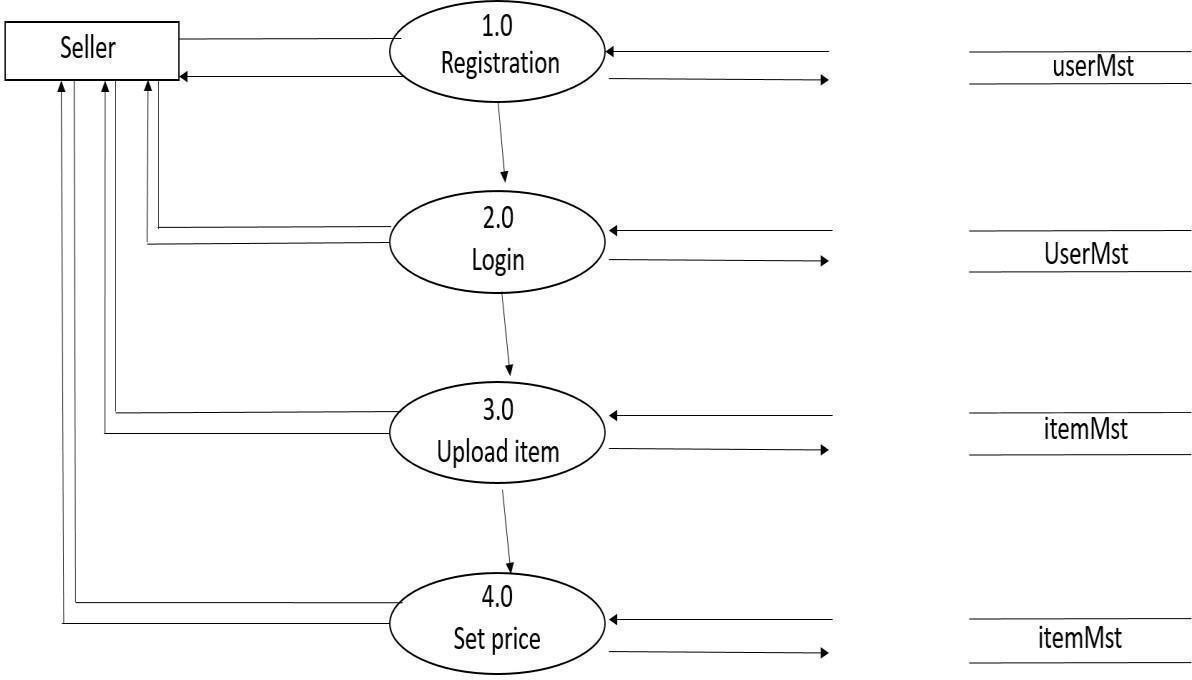 Seller
1.0
Registration
userMst
2.0
Login
UserMst
3.0
Upload item
itemMst
4.0
Set price
itemMst